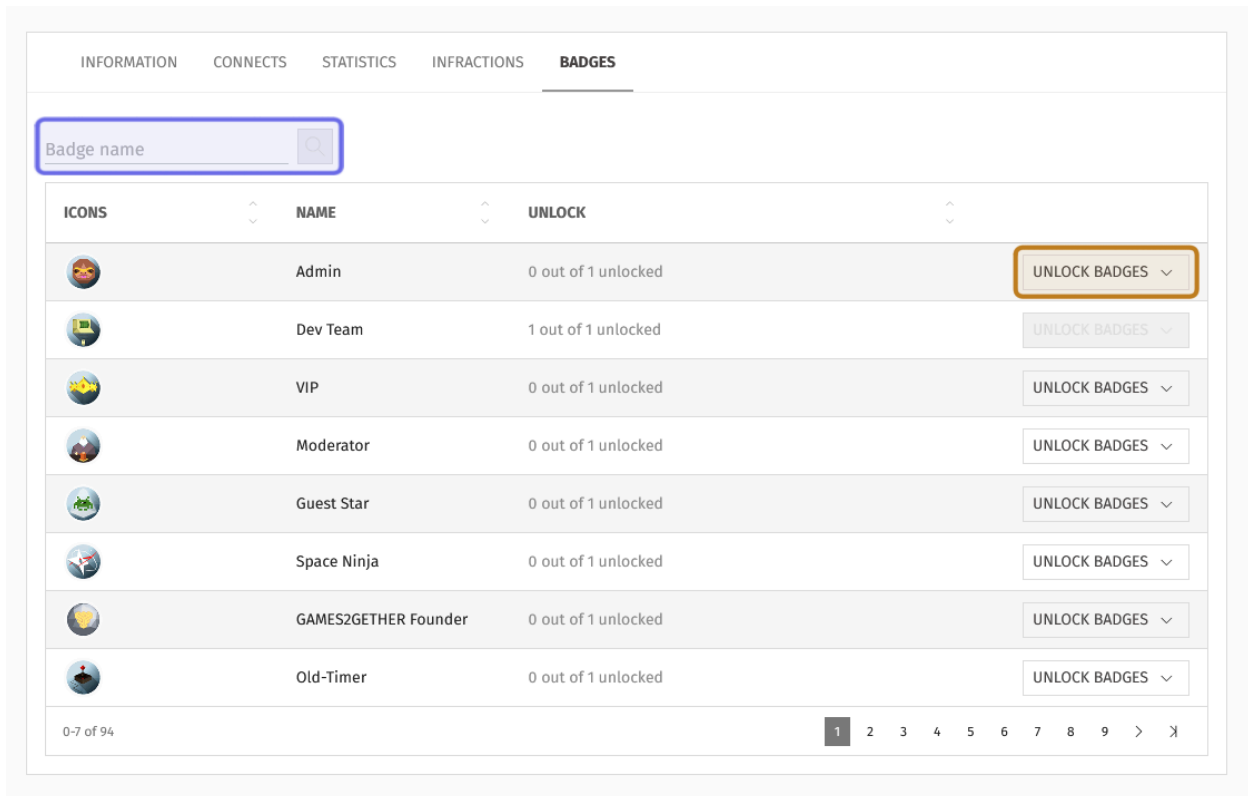 INFORMATION CONNECTS STATISTICS INFRACTIONS BADGES
Badge name
ICONS NAME UNLOCK
Admin 0 out of 1 unlocked UNLOCK BADGES
Dev Team 1 out of 1 unlocked UNLOCK BADGES
VIP 0 out of 1 unlocked UNLOCK BADGES
Moderator 0 out of 1 unlocked UNLOCK BADGES
Guest Star 0 out of 1 unlocked UNLOCK BADGES
Space Ninja 0 out of 1 unlocked UNLOCK BADGES
GAMES2GETHER Founder 0 out of 1 unlocked UNLOCK BADGES
Old-Timer 0 out of 1 unlocked UNLOCK BADGES
0-7 of 94 1 2 3 4 5 6 7 8 9